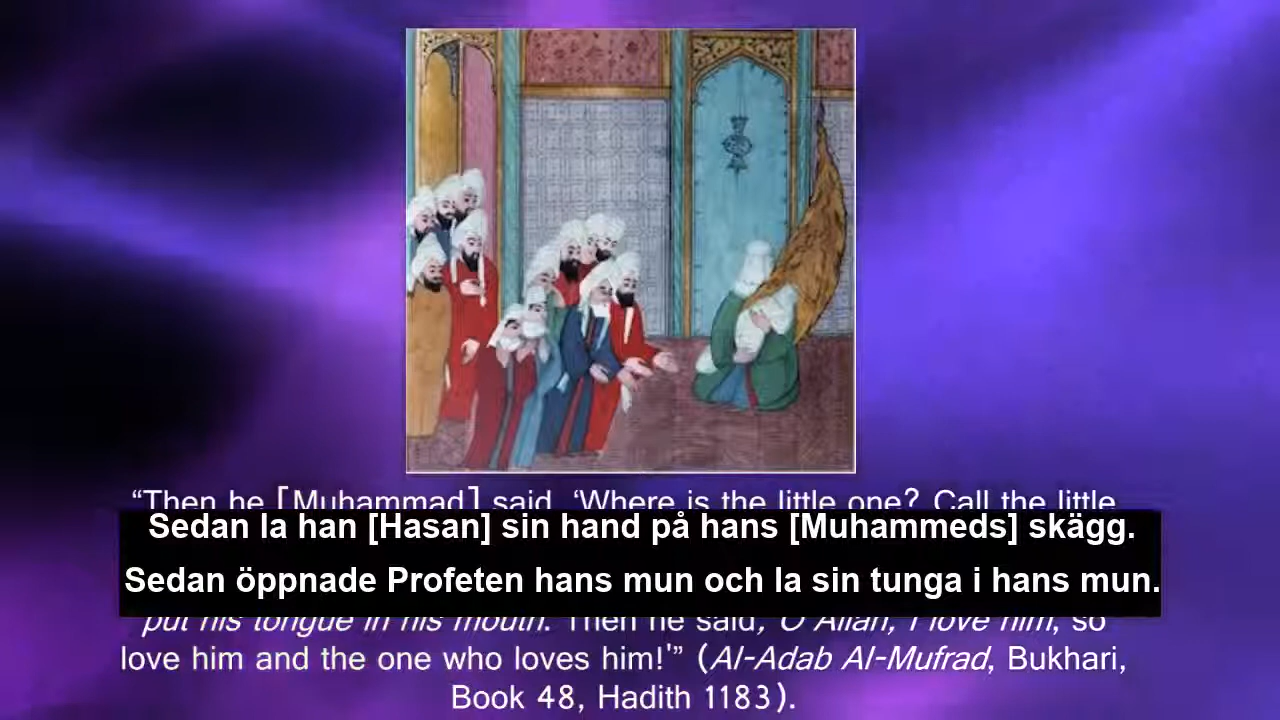 “Then he [Muhammad] said, ‘Where is the little one? Call the little
Sedan la han [Hasan] sin hand på hans [Muhammeds] skägg.
Sedan öppnade Profeten hans mun och la sin tunga i hans mun.
put his tongue in his mouth. Then he said, 'O Allah, I love him, so
love him and the one who loves him!'” (Al-Adab Al-Mufrad, Bukhari,
Book 48, Hadith 1183).